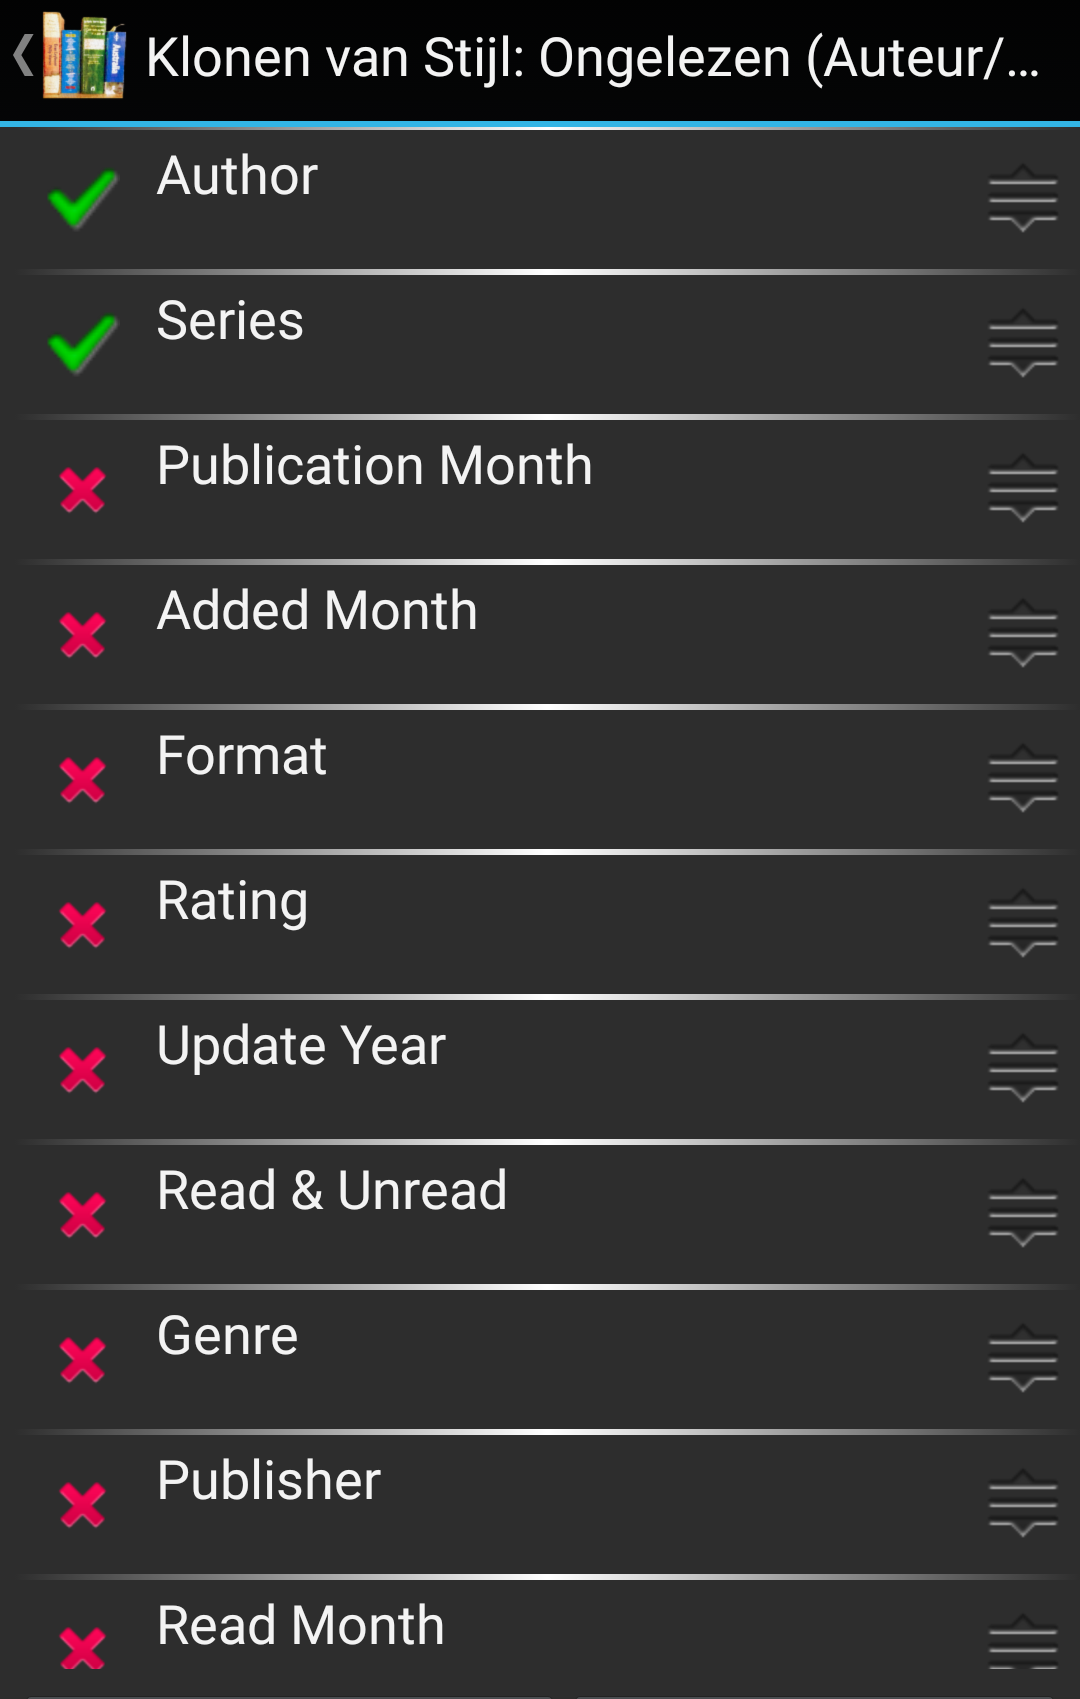 Klonen van Stijl: Ongelezen (Auteur/...
Author
Series
Publication Month
Added Month
Format
Rating
Update Year
Read & Unread
Genre
Publisher
Read Month